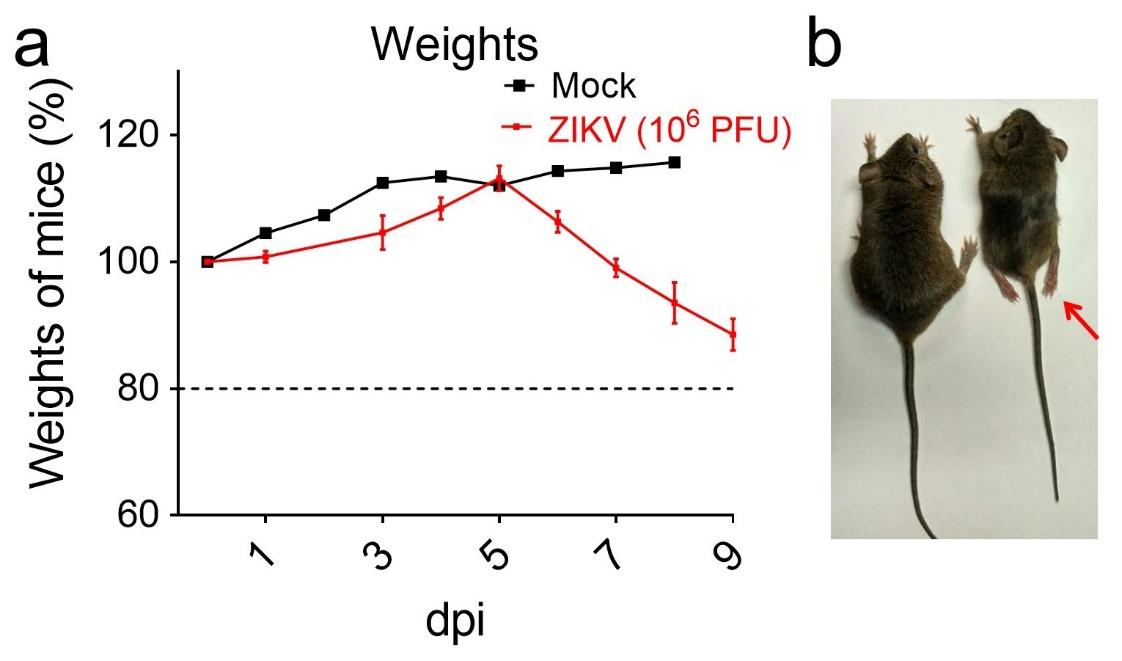 a
Weights
b
Mock
ZIKV (10⁶ PFU)
Weights of mice (%)
120
100
80
60
1 3 5 7 9
dpi